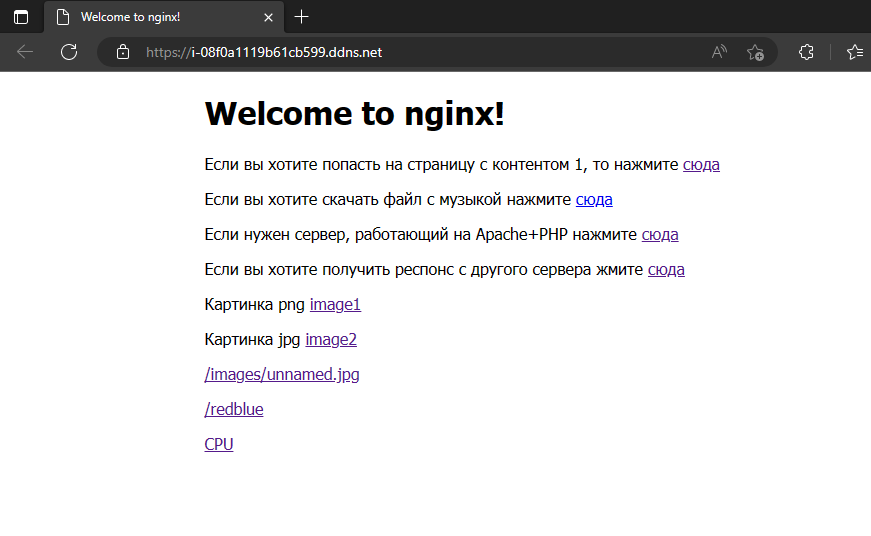 Welcome to nginx!
https://i-08f0a1119b61cb599.ddns.net
Welcome to nginx!
Если вы хотите попасть на страницу с контентом 1, то нажмите сюда
Если вы хотите скачать файл с музыкой нажмите сюда
Если нужен сервер, работающий на Apache+PHP нажмите сюда
Если вы хотите получить респонс с другого сервера жмите сюда
Картинка png image1
Картинка jpg image2
/images/unnamed.jpg
/redblue
CPU